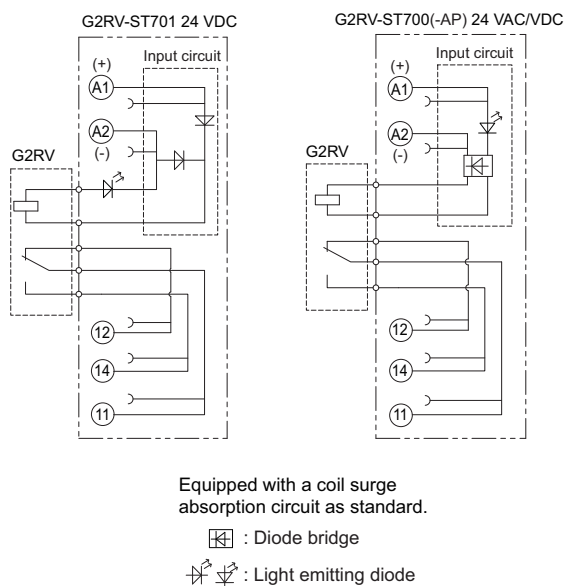 G2RV-ST701 24 VDC
Input circuit
(+)
A1
A2
(-)
G2RV
12
14
11
G2RV-ST700(-AP) 24 VAC/VDC
Input circuit
(+)
A1
A2
(-)
G2RV
12
14
11
Equipped with a coil surge
absorption circuit as standard.
: Diode bridge
: Light emitting diode